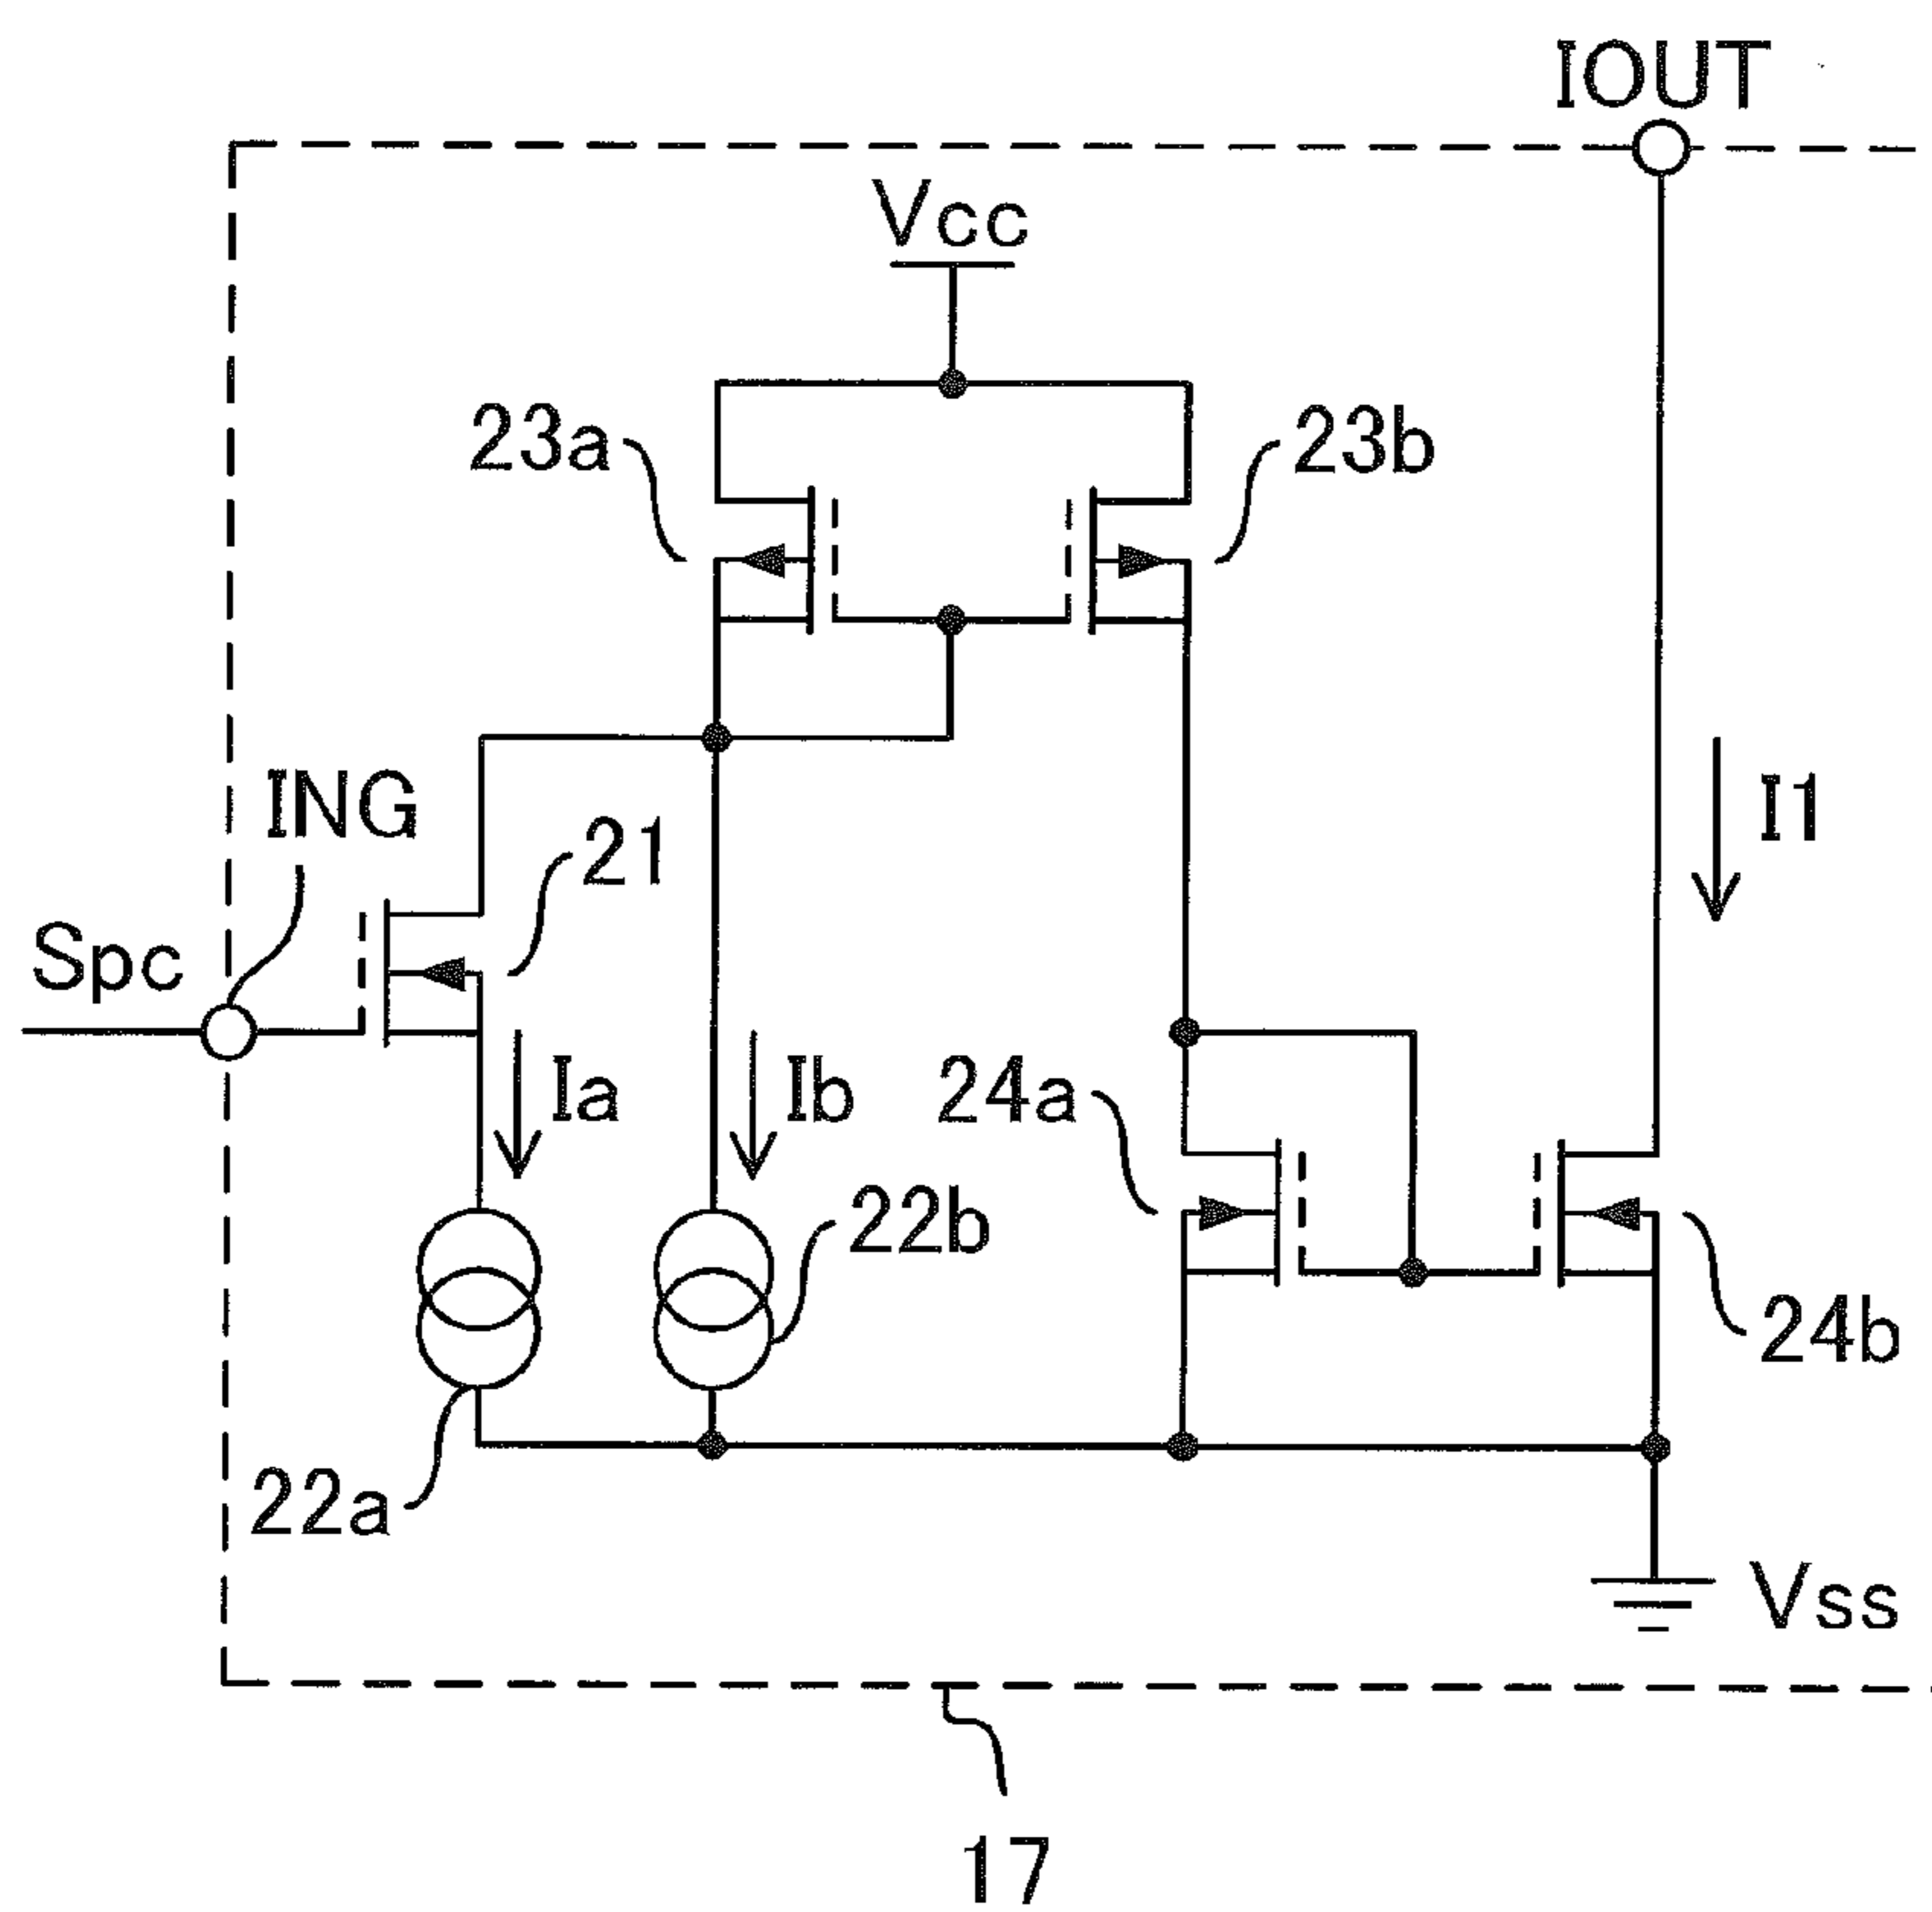 IOUT
Vcc
23a
23b
ING
21
I1
Spc
Ia
Ib
24a
22b
24b
22a
Vss
17